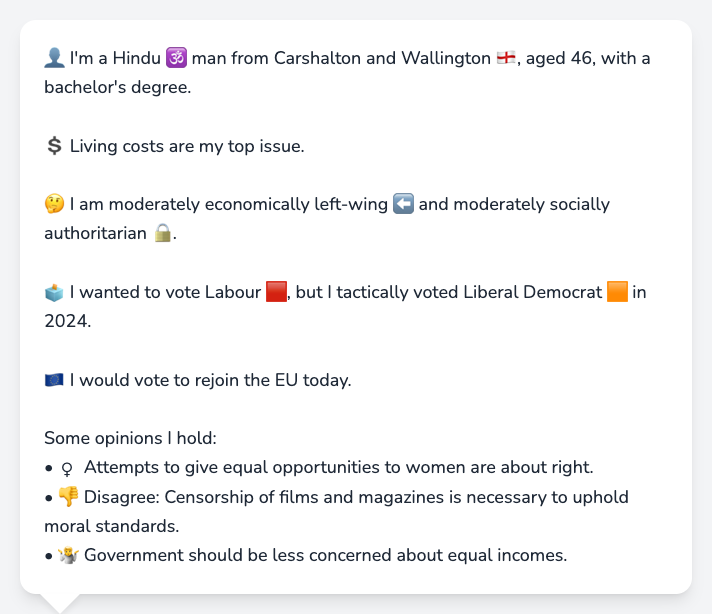 👤 I'm a Hindu 🕉️ man from Carshalton and Wallington 🏴󠁧󠁢󠁥󠁮󠁧󠁿, aged 46, with a
bachelor's degree.
💲 Living costs are my top issue.
🤔 I am moderately economically left-wing ⬅️ and moderately socially
authoritarian 🔒.
🗳️ I wanted to vote Labour 🟥, but I tactically voted Liberal Democrat 🟧 in
2024.
🇪🇺 I would vote to rejoin the EU today.
Some opinions I hold:
• ♀️ Attempts to give equal opportunities to women are about right.
• 👎 Disagree: Censorship of films and magazines is necessary to uphold
moral standards.
• 🤷 Government should be less concerned about equal incomes.